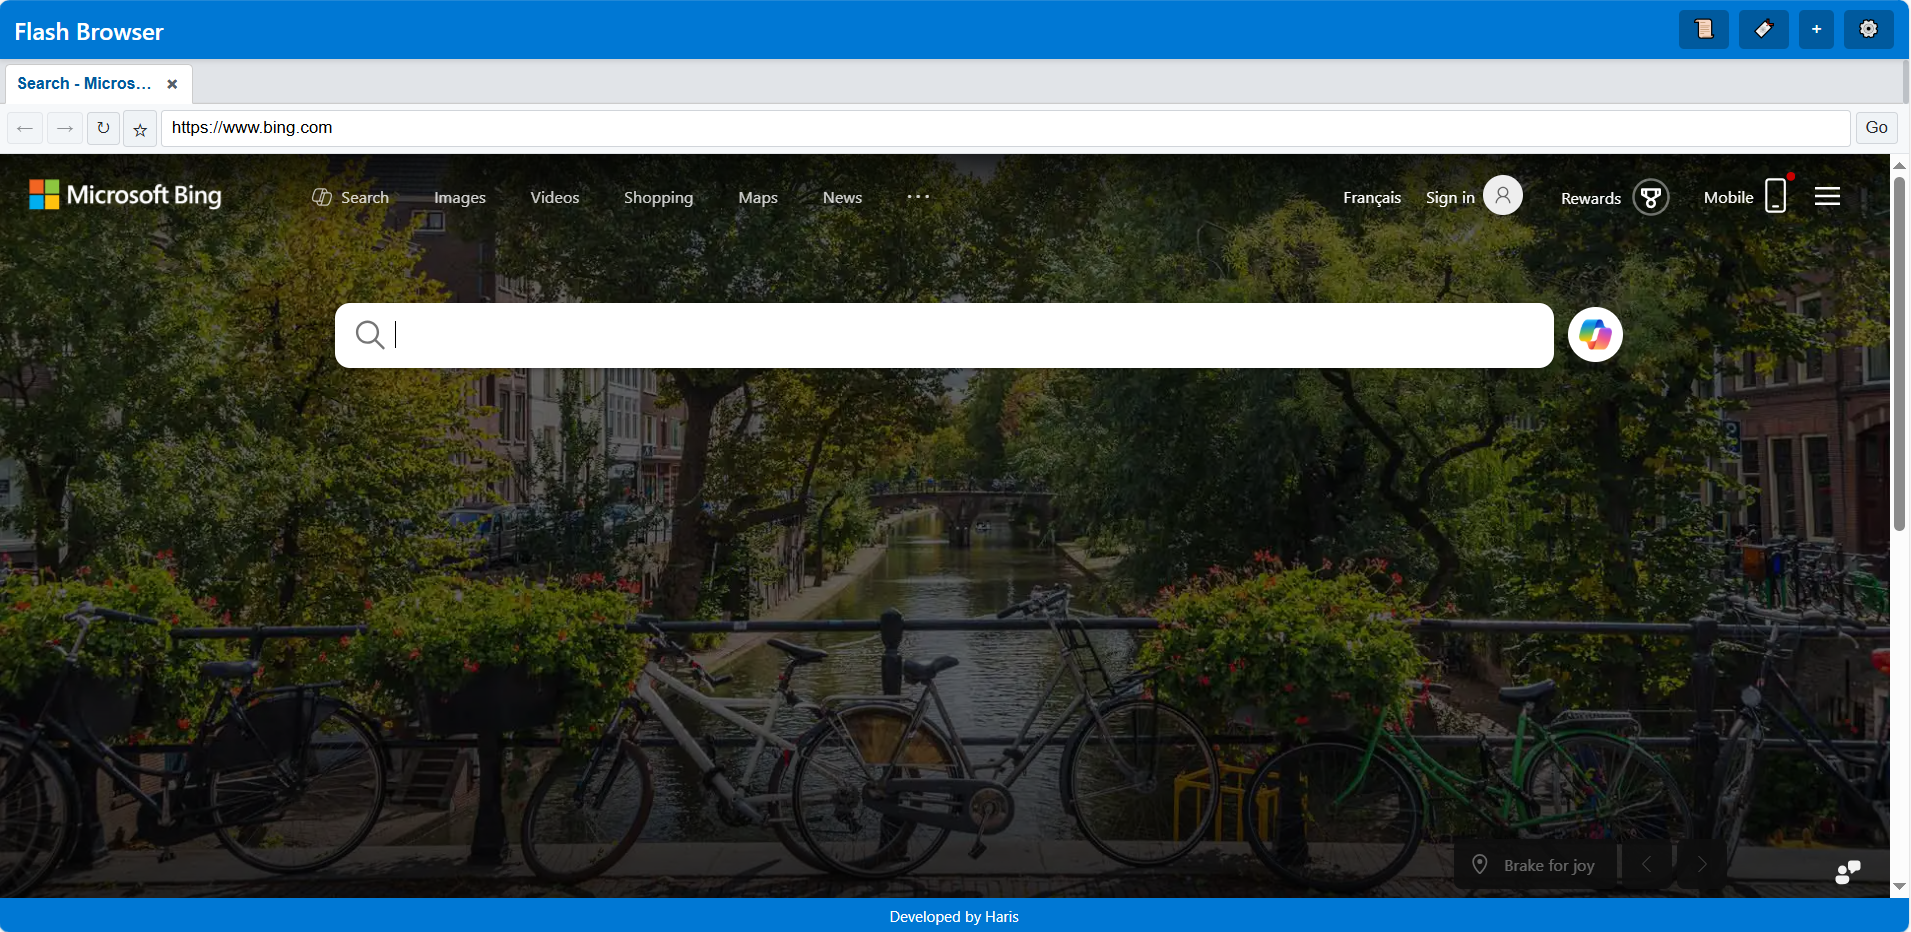 Flash Browser
+
Search - Micros...
https://www.bing.com
Go
Microsoft Bing
Search
Images
Videos
Shopping
Maps
News
Français
Sign in
Rewards
Mobile
Brake for joy
Developed by Haris